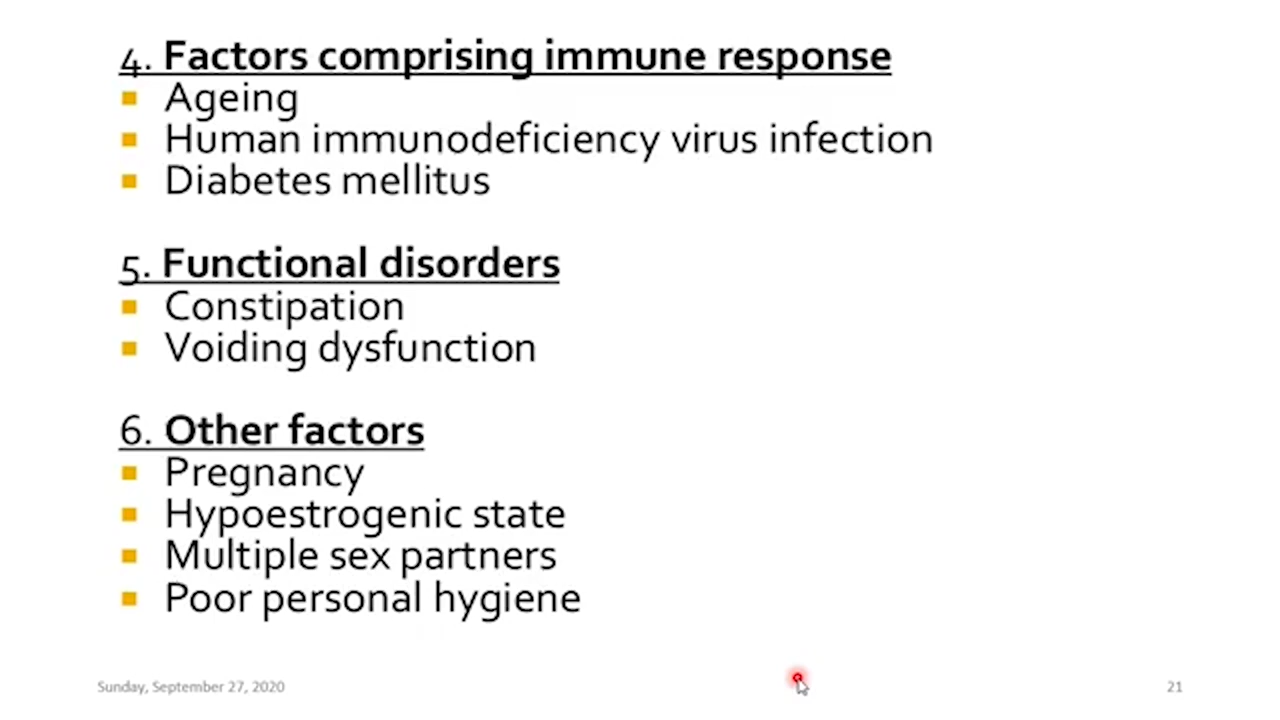 4. Factors comprising immune response
Ageing
Human immunodeficiency virus infection
Diabetes mellitus
5. Functional disorders
Constipation
Voiding dysfunction
6. Other factors
Pregnancy
Hypoestrogenic state
Multiple sex partners
Poor personal hygiene
Sunday, September 27, 2020
21